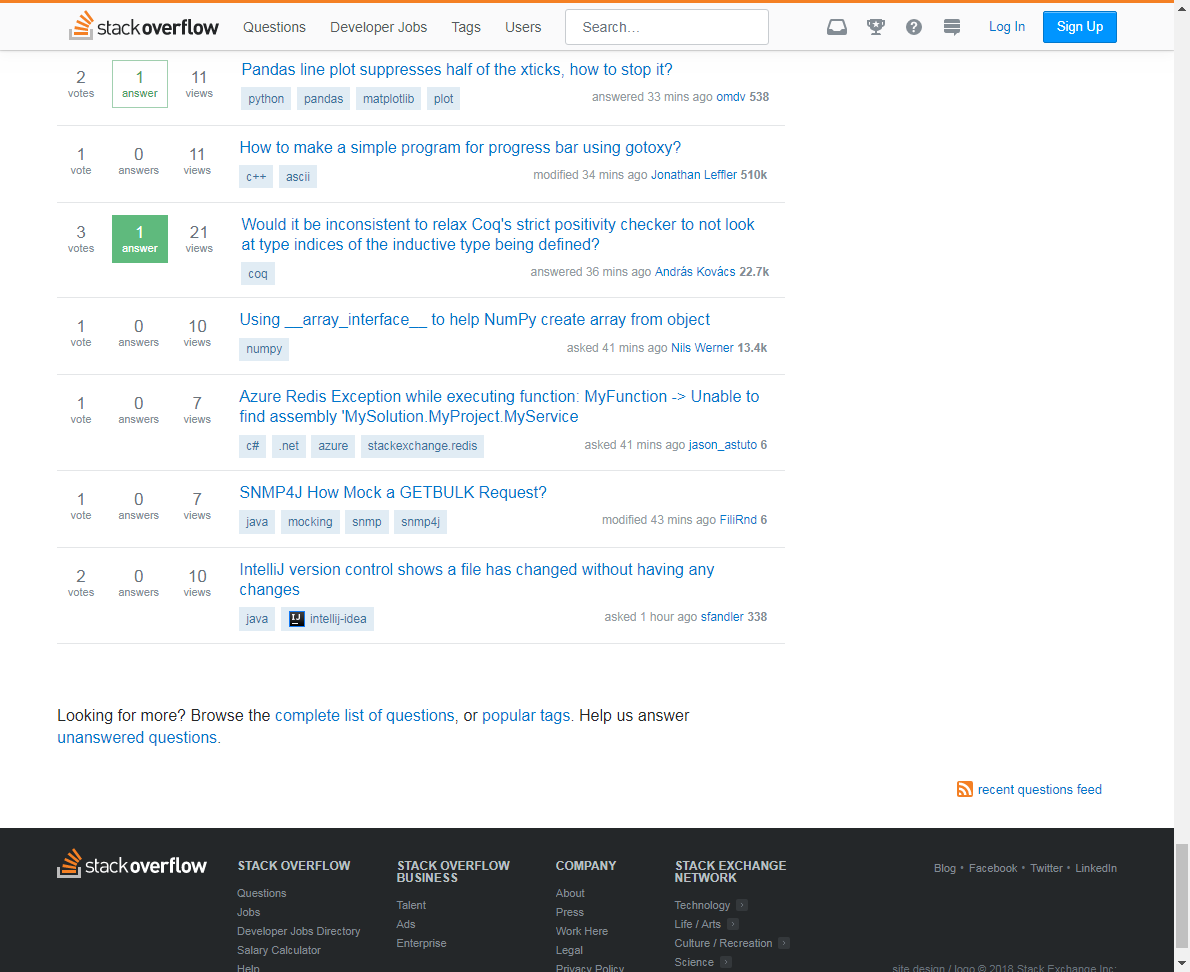 stackoverflow Questions Developer Jobs Tags Users Search... Log In Sign Up
2 votes 1 answer 11 views
Pandas line plot suppresses half of the xticks, how to stop it?
python pandas matplotlib plot
answered 33 mins ago omdv 538
1 vote 0 answers 11 views
How to make a simple program for progress bar using gotoxy?
c++ ascii
modified 34 mins ago Jonathan Leffler 510k
3 votes 1 answer 21 views
Would it be inconsistent to relax Coq's strict positivity checker to not look
at type indices of the inductive type being defined?
coq
answered 36 mins ago András Kovács 22.7k
1 vote 0 answers 10 views
Using __array_interface__ to help NumPy create array from object
numpy
asked 41 mins ago Nils Werner 13.4k
1 vote 0 answers 7 views
Azure Redis Exception while executing function: MyFunction -> Unable to
find assembly 'MySolution.MyProject.MyService
c# .net azure stackexchange.redis
asked 41 mins ago jason_astuto 6
1 vote 0 answers 7 views
SNMP4J How Mock a GETBULK Request?
java mocking snmp snmp4j
modified 43 mins ago FiliRnd 6
2 votes 0 answers 10 views
IntelliJ version control shows a file has changed without having any
changes
java IJ intellij-idea
asked 1 hour ago sfandler 338
Looking for more? Browse the complete list of questions, or popular tags. Help us answer
unanswered questions.
recent questions feed
stackoverflow
STACK OVERFLOW
Questions
Jobs
Developer Jobs Directory
Salary Calculator
Help
STACK OVERFLOW
BUSINESS
Talent
Ads
Enterprise
COMPANY
About
Press
Work Here
Legal
Privacy Policy
STACK EXCHANGE
NETWORK
Technology
Life / Arts
Culture / Recreation
Science
Blog • Facebook • Twitter • LinkedIn
site design / logo © 2018 Stack Exchange Inc;